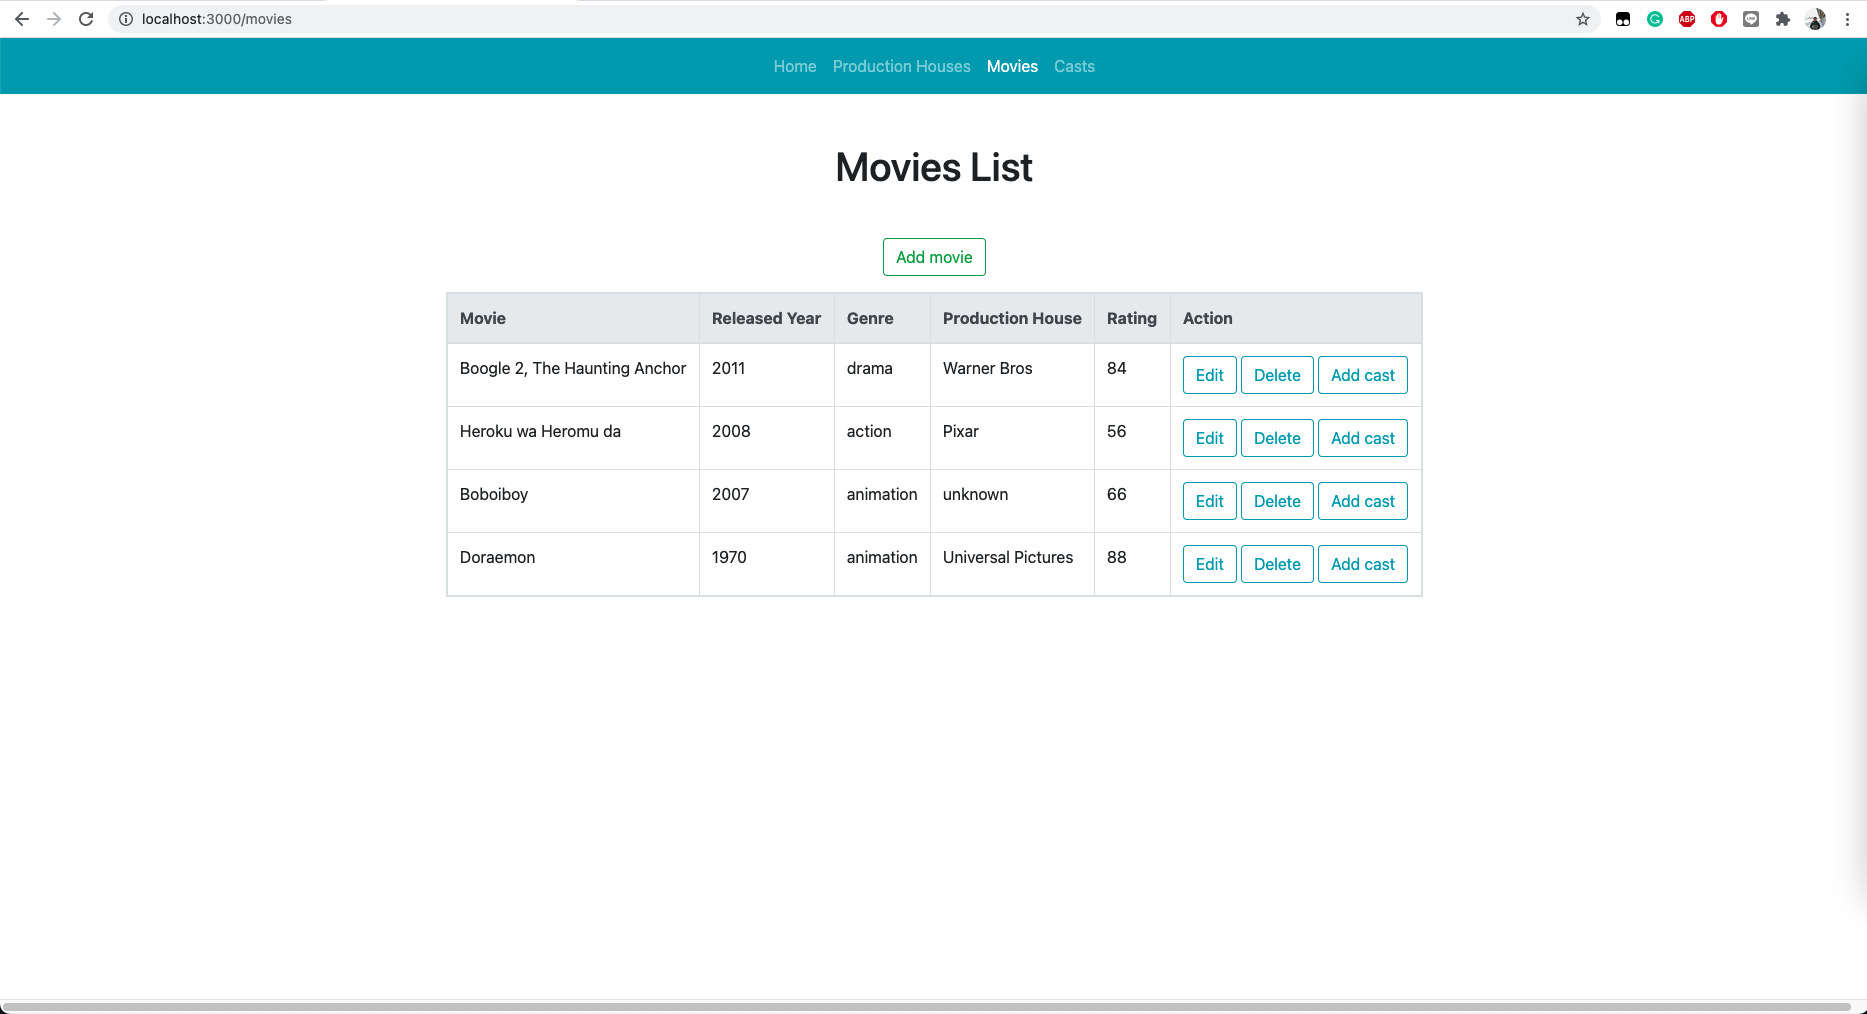 localhost:3000/movies
ABP
Home Production Houses Movies Casts
Movies List
Add movie
Movie Released Year Genre Production House Rating Action
Boogle 2, The Haunting Anchor 2011 drama Warner Bros 84 Edit Delete Add cast
Heroku wa Heromu da 2008 action Pixar 56 Edit Delete Add cast
Boboiboy 2007 animation unknown 66 Edit Delete Add cast
Doraemon 1970 animation Universal Pictures 88 Edit Delete Add cast